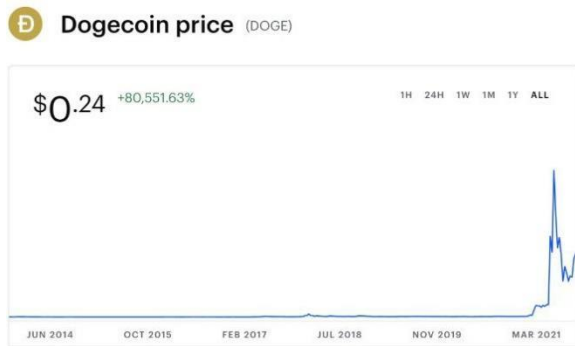 Ð Dogecoin price (DOGE)
$0.24 +80,551.63% 1H 24H 1W 1M 1Y ALL
JUN 2014 OCT 2015 FEB 2017 JUL 2018 NOV 2019 MAR 2021